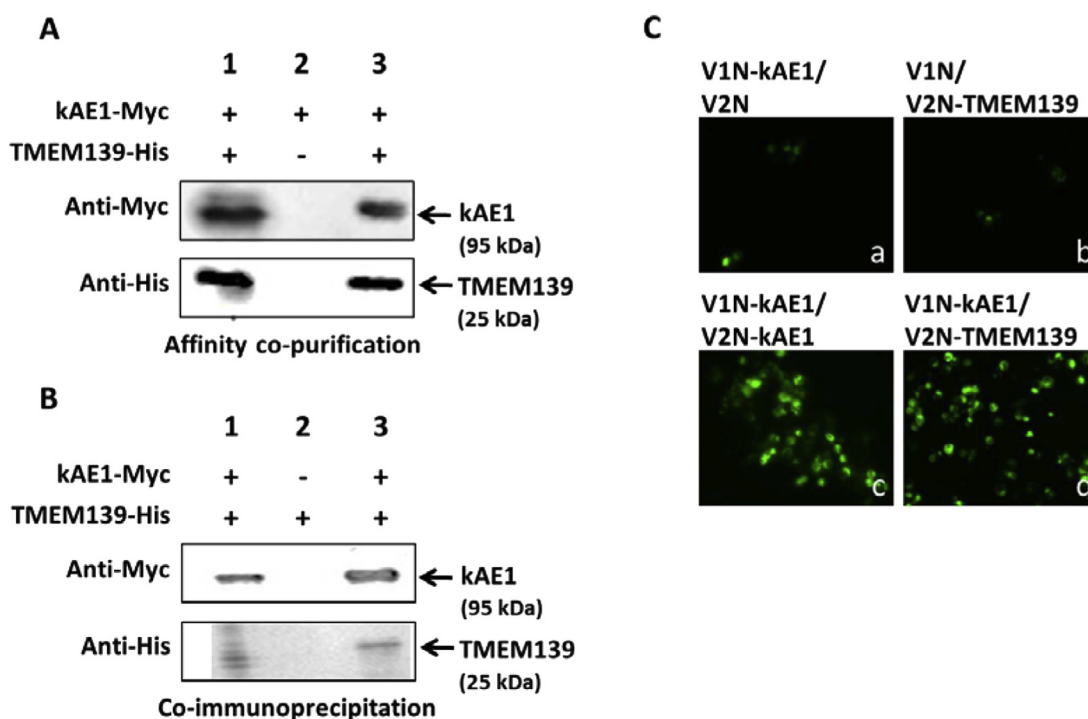 A
1 2 3
kAE1-Myc + + +
TMEM139-His + - +
Anti-Myc
kAE1
(95 kDa)
Anti-His
TMEM139
(25 kDa)
Affinity co-purification
B
1 2 3
kAE1-Myc + - +
TMEM139-His + + +
Anti-Myc
kAE1
(95 kDa)
Anti-His
TMEM139
(25 kDa)
Co-immunoprecipitation
C
V1N-kAE1/
V2N
a
V1N/
V2N-TMEM139
b
V1N-kAE1/
V2N-kAE1
c
V1N-kAE1/
V2N-TMEM139
d